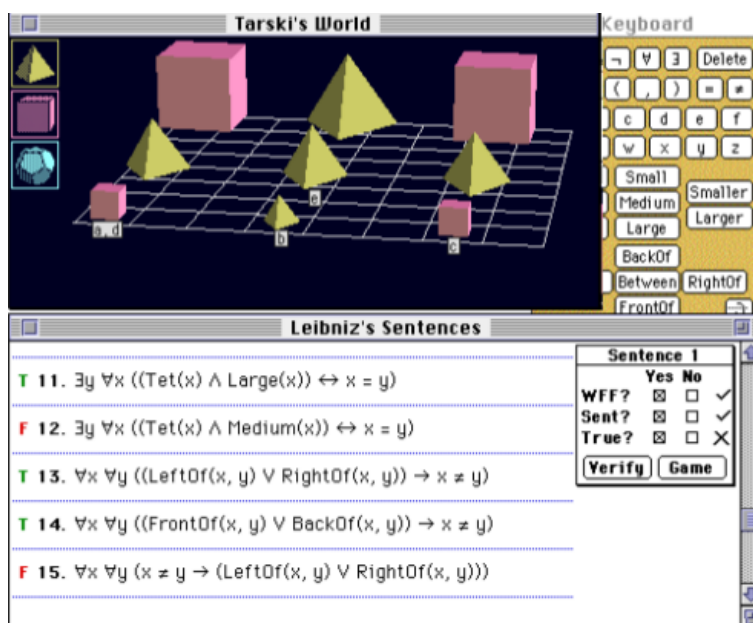 Tarski's World
Keyboard
¬ ∀ ∃ Delete
( , ) = ≠
c d e f
w x y z
Small
Medium
Large
Smaller
Larger
BackOf
Between RightOf
FrontOf
a,d
b
e
c
Leibniz's Sentences
T 11. ∃y ∀x ((Tet(x) ∧ Large(x)) ↔ x = y)
F 12. ∃y ∀x ((Tet(x) ∧ Medium(x)) ↔ x = y)
T 13. ∀x ∀y ((LeftOf(x, y) ∨ RightOf(x, y)) → x ≠ y)
T 14. ∀x ∀y ((FrontOf(x, y) ∨ BackOf(x, y)) → x ≠ y)
F 15. ∀x ∀y (x ≠ y → (LeftOf(x, y) ∨ RightOf(x, y)))
Sentence 1
Yes No
WFF?
Sent?
True?
Verify Game